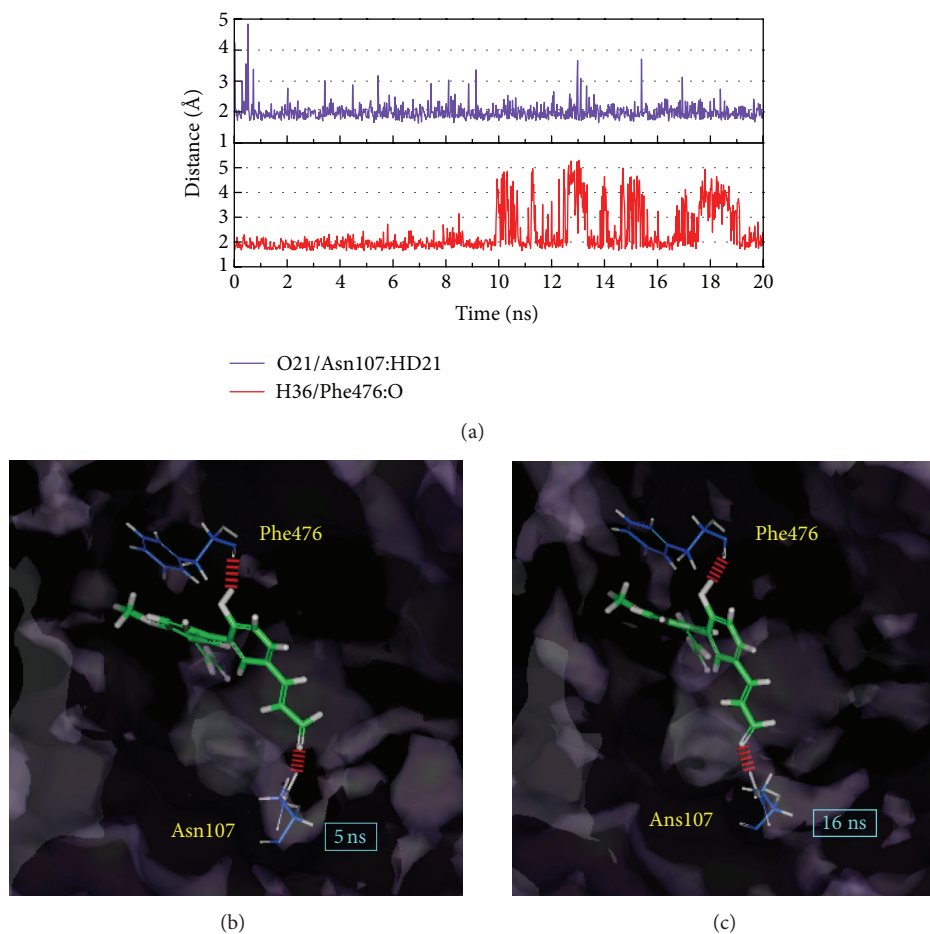 (a)
5
4
3
2
1
5
4
3
2
1
Distance (Å)
0 2 4 6 8 10 12 14 16 18 20
Time (ns)
O21/Asn107:HD21
H36/Phe476:O
(a)
Phe476
Asn107
5 ns
(b)
Phe476
Ans107
16 ns
(c)